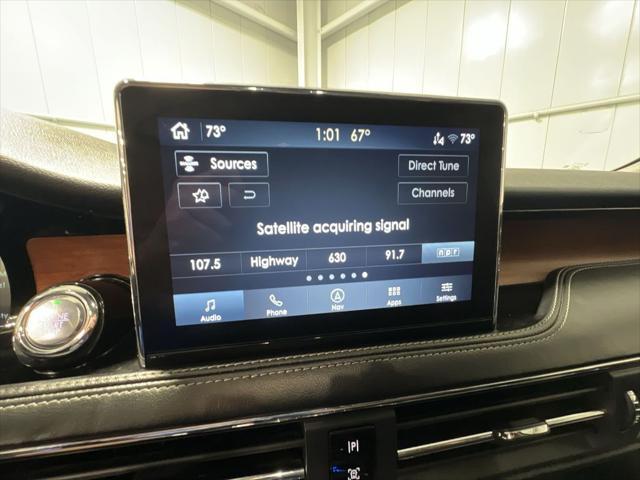 73° 1:01 67° 73°
Sources
Direct Tune
Channels
Satellite acquiring signal
107.5 Highway 630 91.7 npr
Audio Phone Nav Apps Settings
P